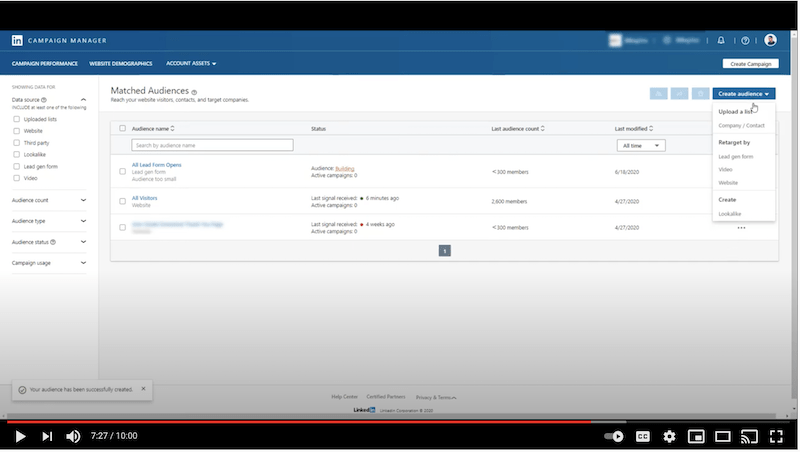 in CAMPAIGN MANAGER
CAMPAIGN PERFORMANCE WEBSITE DEMOGRAPHICS ACCOUNT ASSETS Create Campaign
SHOWING DATA FOR
Data source
INCLUDE at least one of the following
Uploaded lists
Website
Third party
Lookalike
Lead gen form
Video
Audience count
Audience type
Audience status
Campaign usage
Matched Audiences
Reach your website visitors, contacts, and target companies.
Create audience
Upload a list
Company / Contact
Retarget by
Lead gen form
Video
Website
Create
Lookalike
Audience name Status Last audience count Last modified
Search by audience name All time
All Lead Form Opens
Lead gen form
Audience too small
Audience: Building
Active campaigns: 0
<300 members 6/18/2020
All Visitors
Website
Last signal received: 6 minutes ago
Active campaigns: 0
2,600 members 4/27/2020
Last signal received: 4 weeks ago
Active campaigns: 0
<300 members 4/27/2020
1
Your audience has been successfully created.
Help Center Certified Partners Privacy & Terms
Linked in LinkedIn Corporation © 2020
7:27 / 10:00
CC